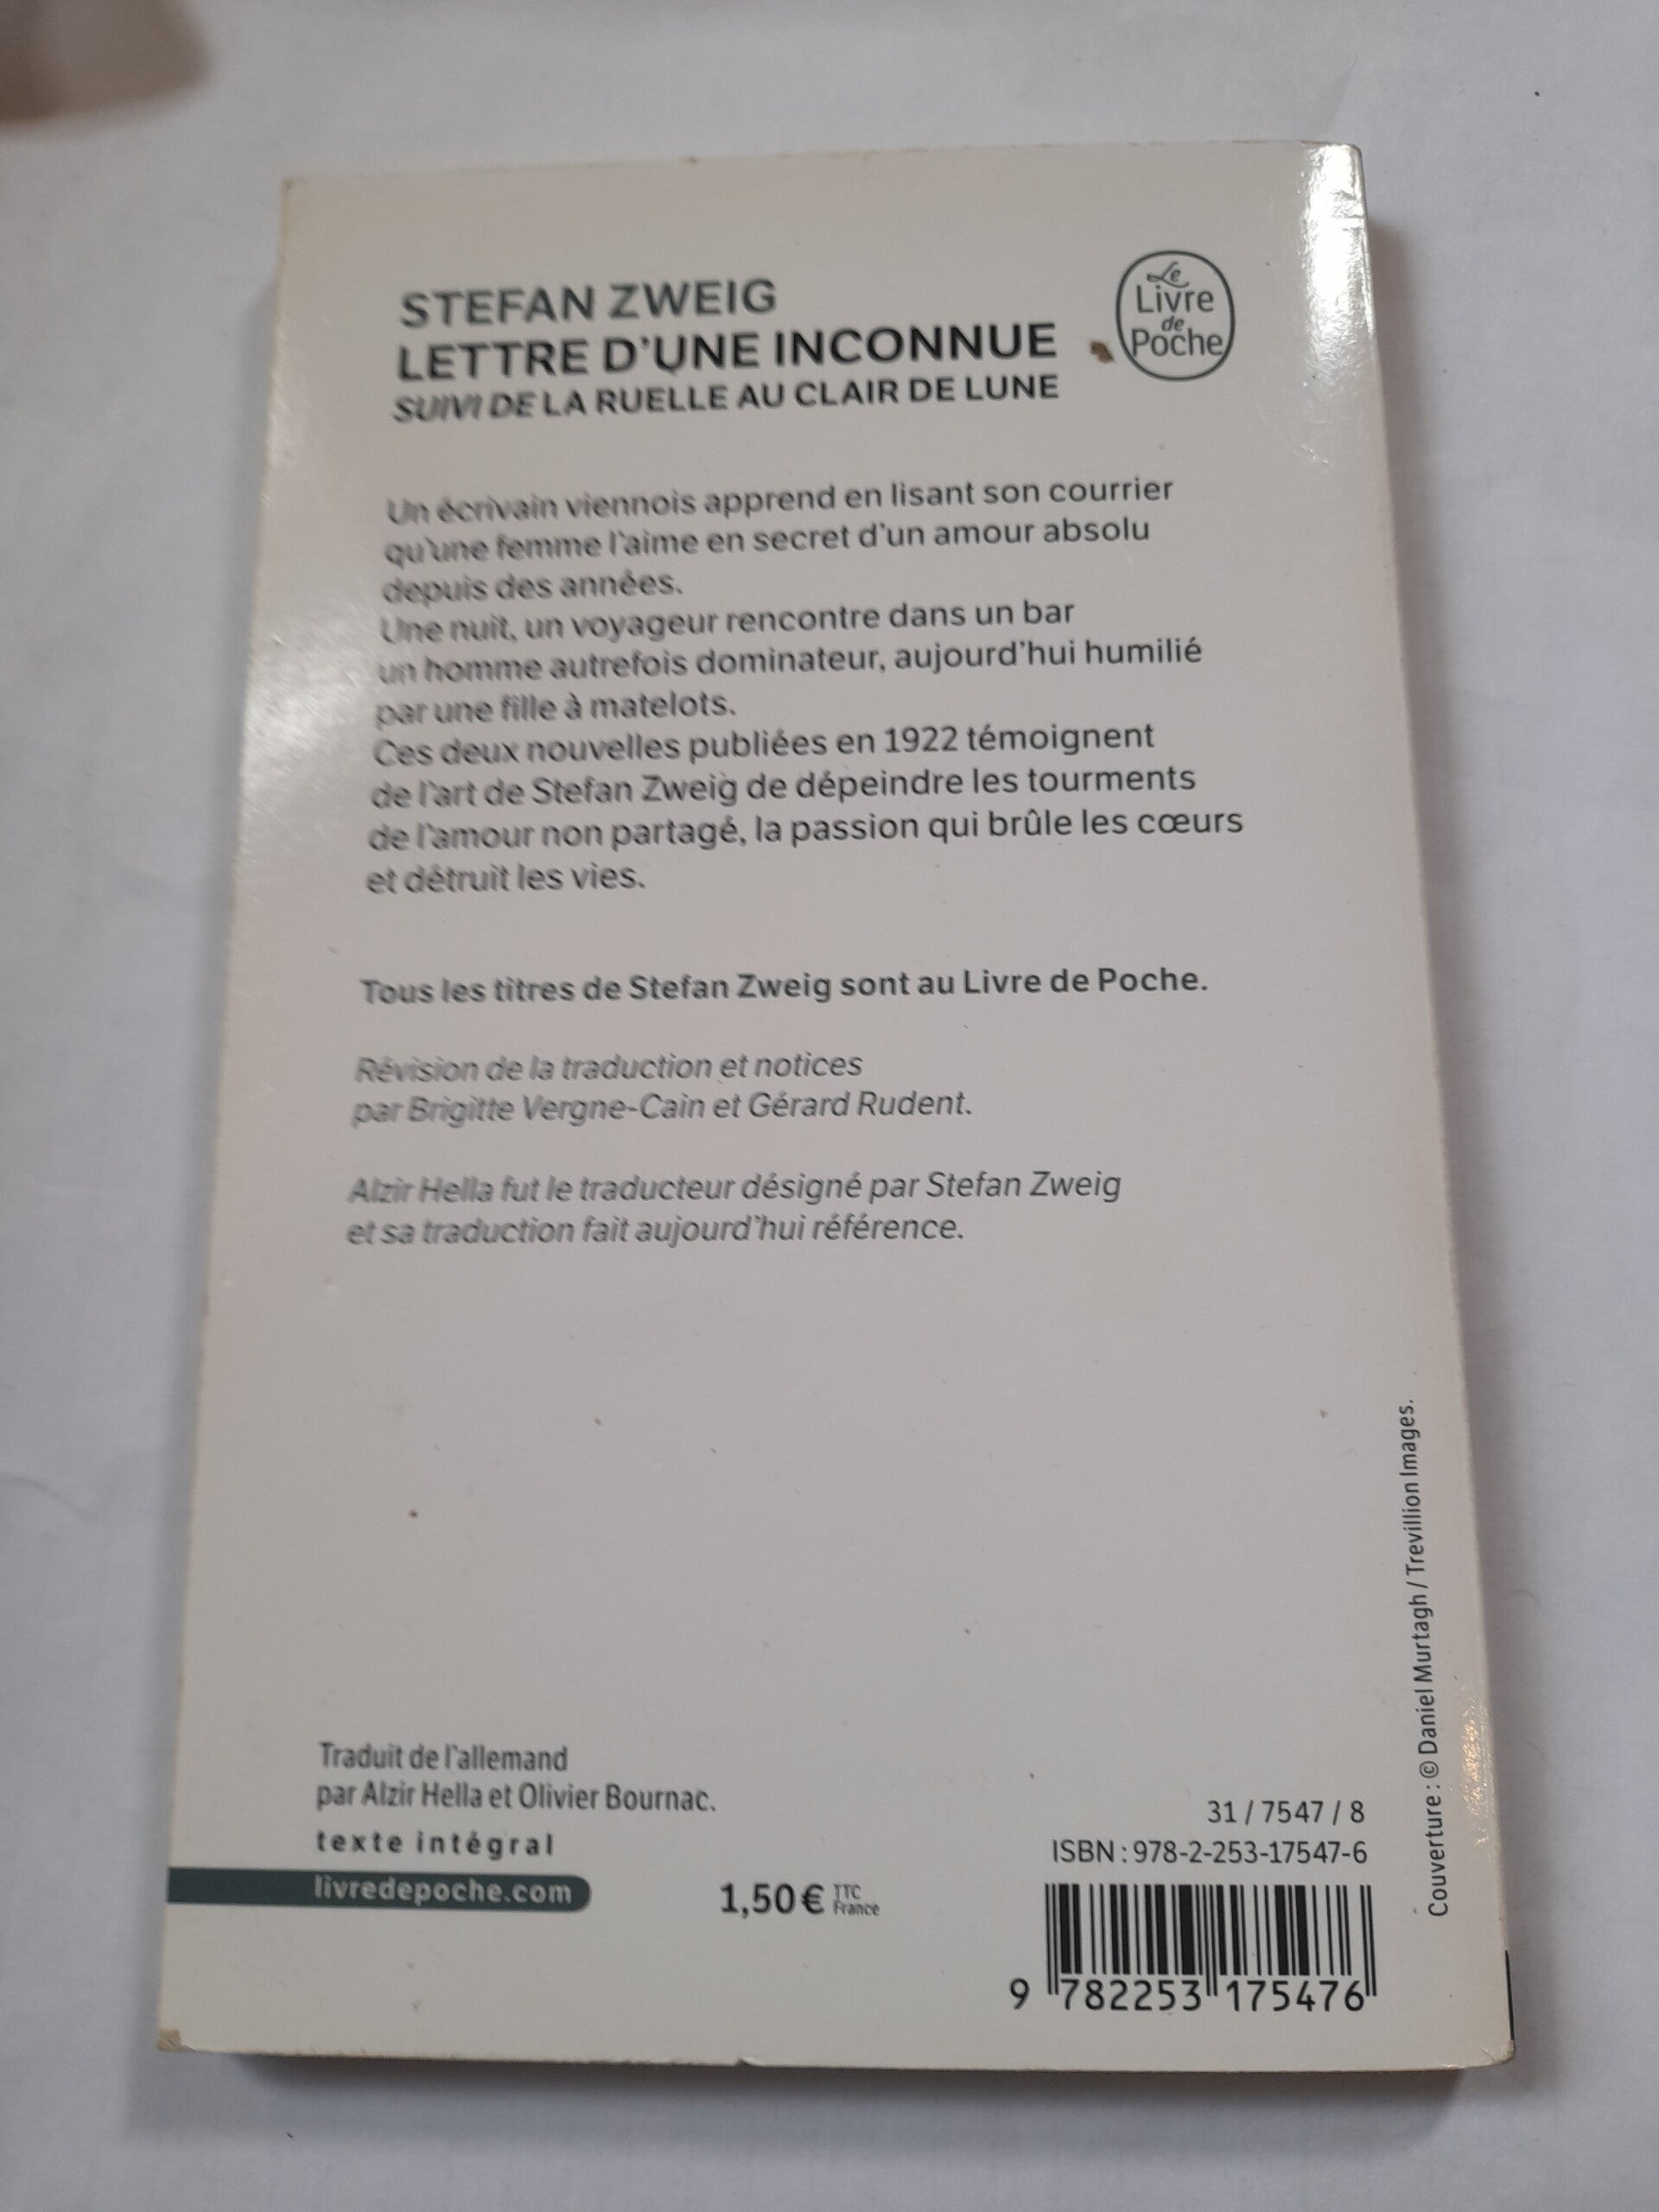 STEFAN ZWEIG
LETTRE D'UNE INCONNUE
SUIVI DE LA RUELLE AU CLAIR DE LUNE
Le
Livre
de
Poche
Un écrivain viennois apprend en lisant son courrier
qu'une femme l'aime en secret d'un amour absolu
depuis des années.
Une nuit, un voyageur rencontre dans un bar
un homme autrefois dominateur, aujourd'hui humilié
par une fille à matelots.
Ces deux nouvelles publiées en 1922 témoignent
de l'art de Stefan Zweig de dépeindre les tourments
de l'amour non partagé, la passion qui brûle les cœurs
et détruit les vies.
Tous les titres de Stefan Zweig sont au Livre de Poche.
Révision de la traduction et notices
par Brigitte Vergne-Cain et Gérard Rudent.
Alzir Hella fut le traducteur désigné par Stefan Zweig
et sa traduction fait aujourd'hui référence.
Traduit de l'allemand
par Alzir Hella et Olivier Bournac.
texte intégral
livredepoche.com
1,50 € TTC
France
31 / 7547 / 8
ISBN : 978-2-253-17547-6
9 782253 175476
Couverture : © Daniel Murtagh / Trevillion Images.